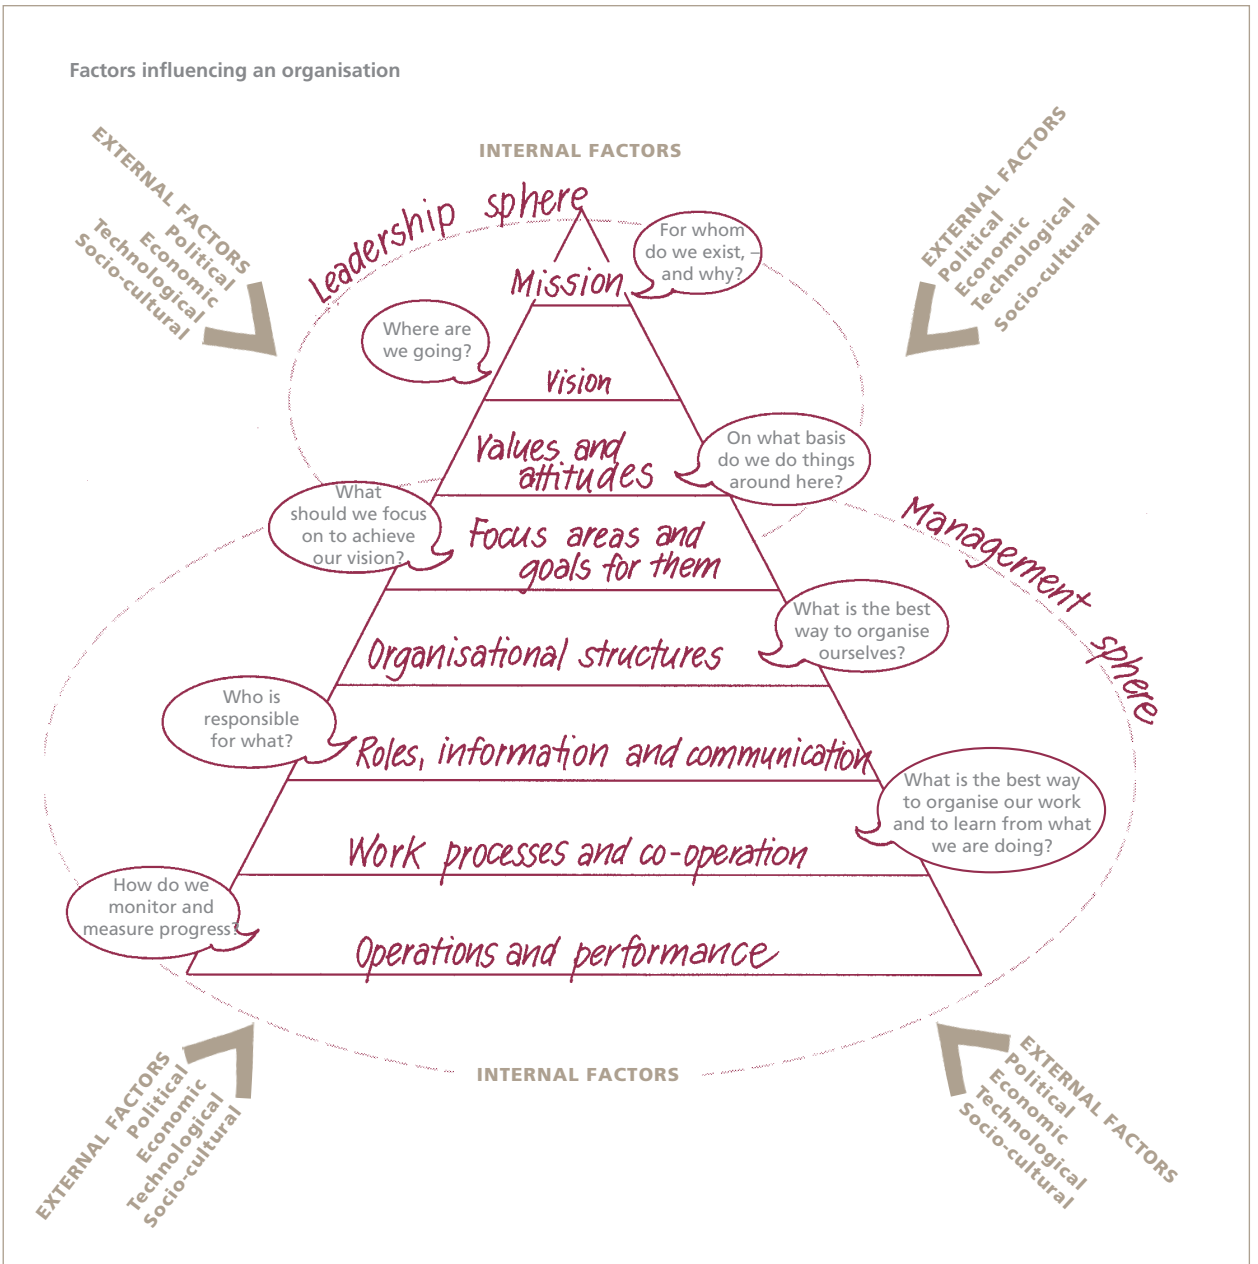 Factors influencing an organisation
EXTERNAL FACTORS
Political
Economic
Technological
Socio-cultural
INTERNAL FACTORS
EXTERNAL FACTORS
Political
Economic
Technological
Socio-cultural
Leadership sphere
For whom
do we exist, –
and why?
Mission
Where are
we going?
Vision
On what basis
do we do things
around here?
Values and
attitudes
What
should we focus
on to achieve
our vision?
Focus areas and
goals for them
Management sphere
What is the best
way to organise
ourselves?
Organisational structures
Who is
responsible
for what?
Roles, information and communication
What is the best way
to organise our work
and to learn from what
we are doing?
Work processes and co-operation
How do we
monitor and
measure progress?
Operations and performance
INTERNAL FACTORS
EXTERNAL FACTORS
Political
Economic
Technological
Socio-cultural
EXTERNAL FACTORS
Political
Economic
Technological
Socio-cultural